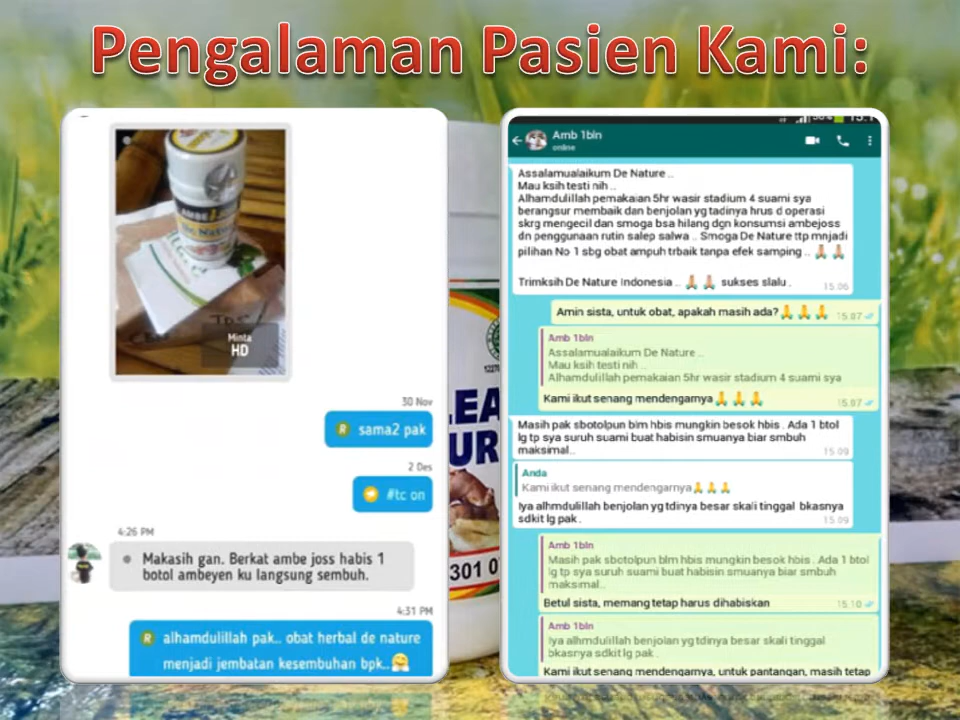 Pengalaman Pasien Kami:
AMBEJ
De Nature
Minta
HD
30 Nov
R sama2 pak
2 Des
#tc on
4:26 PM
Makasih gan. Berkat ambe joss habis 1
botol ambeyen ku langsung sembuh.
4:31 PM
R alhamdulillah pak.. obat herbal de nature
menjadi jembatan kesembuhan bpk..🤗
LEA
UR
301 0
Amb 1bln
online
Assalamualaikum De Nature ..
Mau ksih testi nih ..
Alhamdulillah pemakaian 5hr wasir stadium 4 suami sya
berangsur membaik dan benjolan yg tadinya hrus d operasi
skrg mengecil dan smoga bsa hilang dgn konsumsi ambejoss
dn penggunaan rutin salep salwa .. Smoga De Nature ttp mnjadi
pilihan No 1 sbg obat ampuh trbaik tanpa efek samping .. 🙏 🙏
Trimksih De Nature Indonesia .. 🙏 🙏 sukses slalu .
15.06
Amin sista, untuk obat, apakah masih ada?🙏 🙏 🙏 15.07
Amb 1bln
Assalamualaikum De Nature ..
Mau ksih testi nih ..
Alhamdulillah pemakaian 5hr wasir stadium 4 suami sya
Kami ikut senang mendengarnya🙏 🙏 🙏 15.07
Masih pak sbotolpun blm hbis mungkin besok hbis . Ada 1 btol
lg tp sya suruh suami buat habisin smuanya biar smbuh
maksimal.. 15.09
Anda
Kami ikut senang mendengarnya🙏🙏🙏
Iya alhmdulillah benjolan yg tdinya besar skali tinggal bkasnya
sdkit lg pak . 15.09
Amb 1bln
Masih pak sbotolpun blm hbis mungkin besok hbis . Ada 1 btol
lg tp sya suruh suami buat habisin smuanya biar smbuh
maksimal..
Betul sista, memang tetap harus dihabiskan 15.10
Amb 1bln
Iya alhmdulillah benjolan yg tdinya besar skali tinggal
bkasnya sdkit lg pak .
Kami ikut senang mendengarnya, untuk pantangan, masih tetap